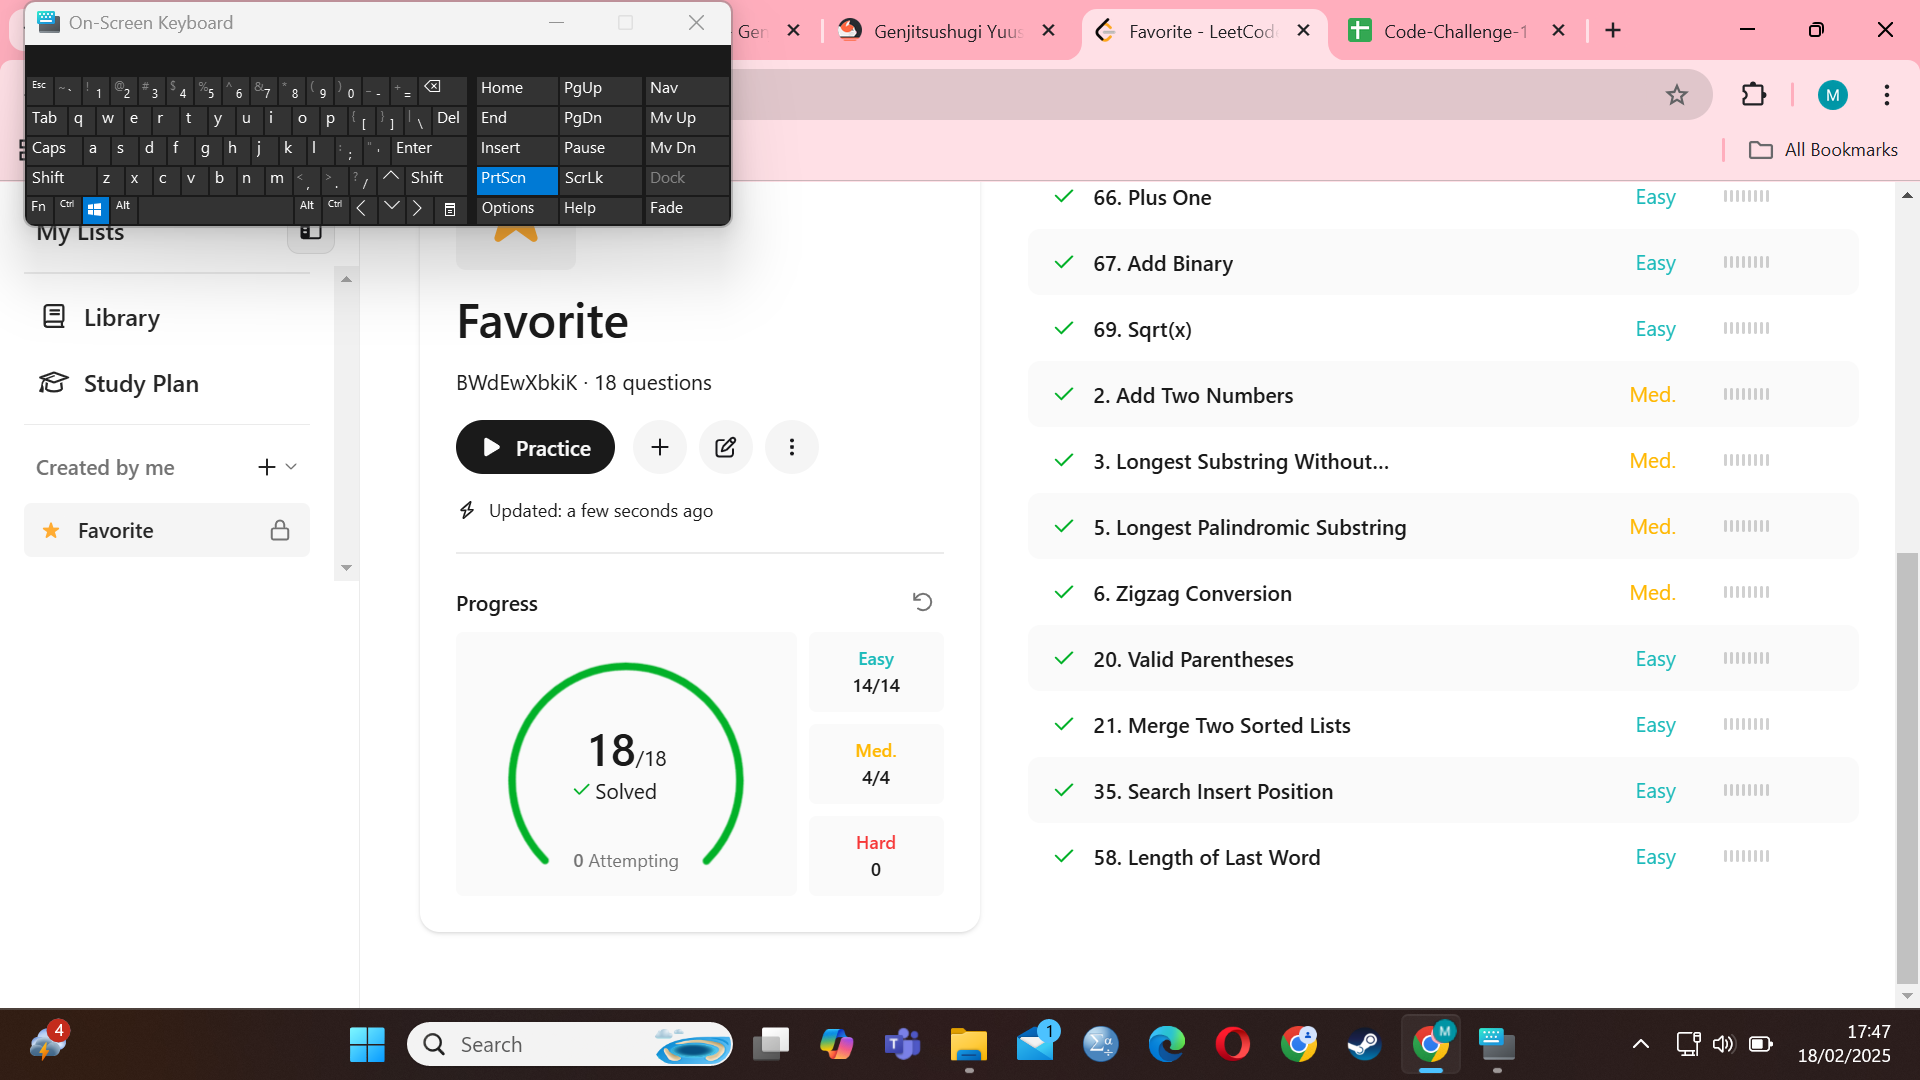 On-Screen Keyboard
Gen
Genjitsushugi Yuus
Favorite - LeetCode
Code-Challenge-1
Esc ~ ` ! 1 @ 2 # 3 $ 4 % 5 ^ 6 & 7 * 8 ( 9 ) 0 _ - + = Home PgUp Nav
Tab q w e r t y u i o p { [ } ] | \ Del End PgDn Mv Up
Caps a s d f g h j k l : ; " ' Enter Insert Pause Mv Dn
Shift z x c v b n m < , > . ? / Shift PrtScn ScrLk Dock
Fn Ctrl Alt Alt Ctrl Options Help Fade
M
All Bookmarks
My Lists
Library
Study Plan
Created by me
Favorite
Favorite
BWdEwXbkiK · 18 questions
Practice
Updated: a few seconds ago
Progress
18/18
Solved
0 Attempting
Easy
14/14
Med.
4/4
Hard
0
66. Plus One Easy
67. Add Binary Easy
69. Sqrt(x) Easy
2. Add Two Numbers Med.
3. Longest Substring Without... Med.
5. Longest Palindromic Substring Med.
6. Zigzag Conversion Med.
20. Valid Parentheses Easy
21. Merge Two Sorted Lists Easy
35. Search Insert Position Easy
58. Length of Last Word Easy
4
Search
1
M
17:47
18/02/2025